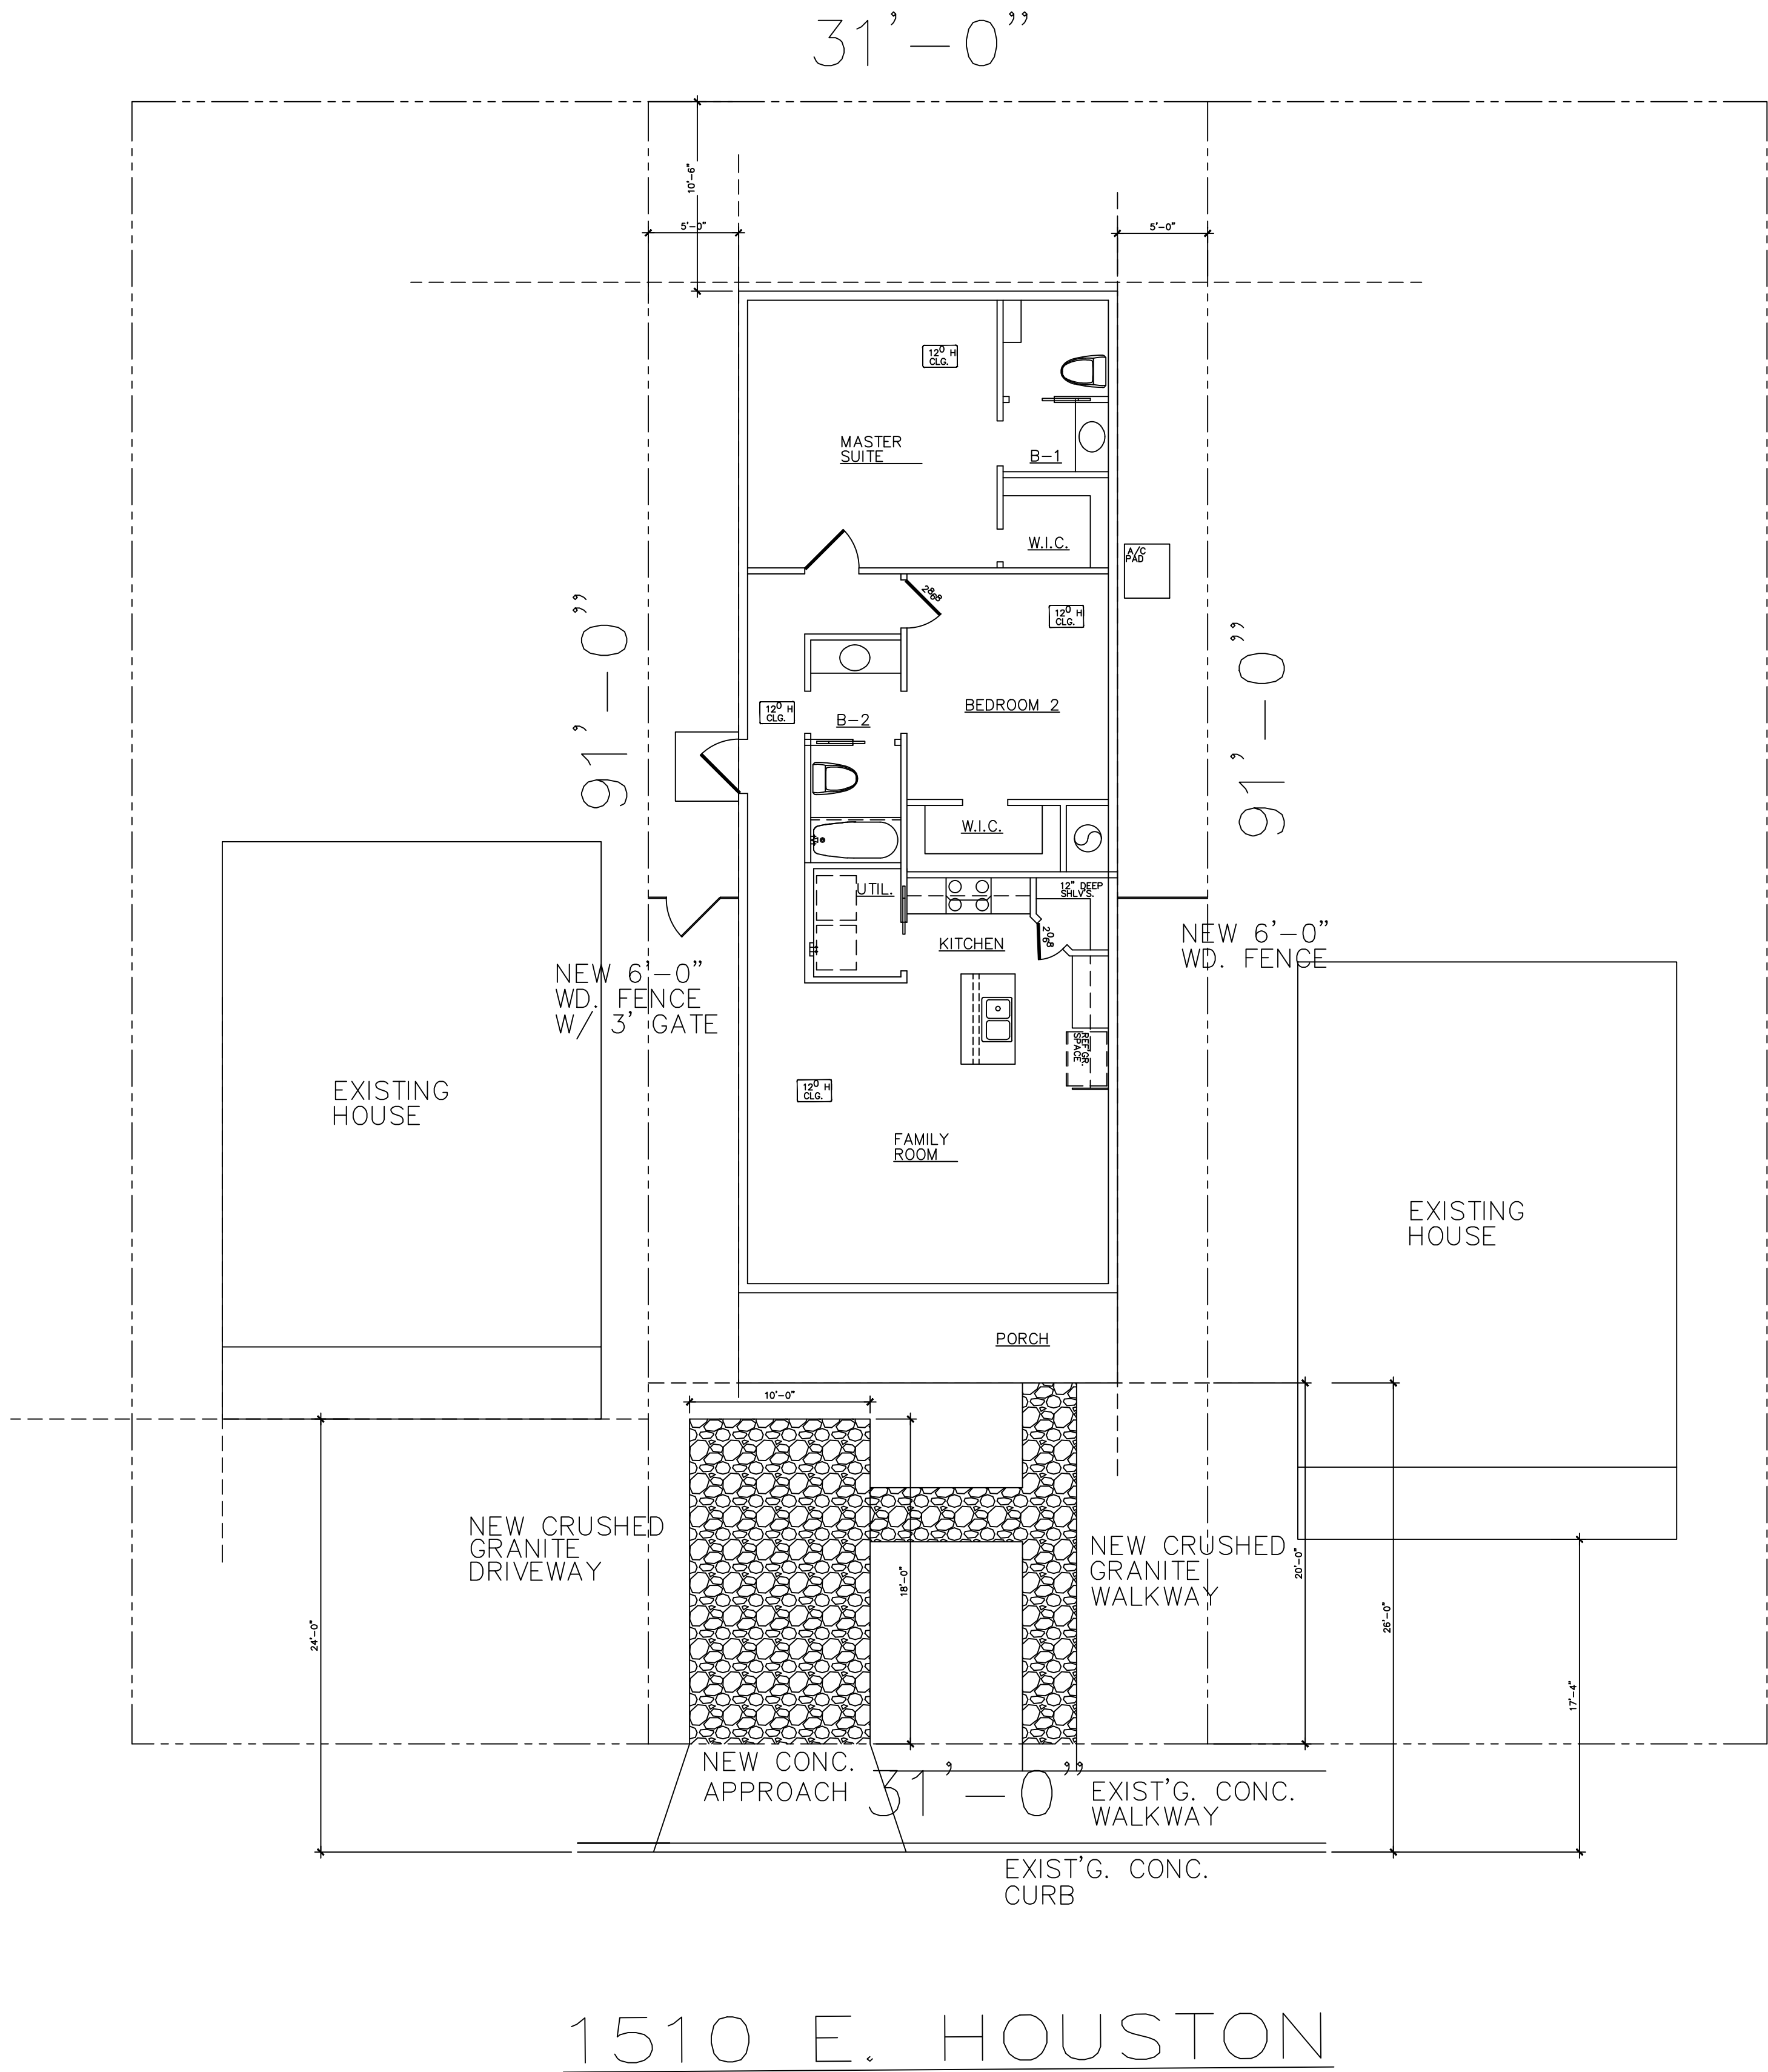 31'-0"
10'-6"
5'-0"
5'-0"
12⁰ H
CLG.
MASTER
SUITE
B-1
W.I.C.
A/C
PAD
2868
12⁰ H
CLG.
91'-0"
91'-0"
BEDROOM 2
12⁰ H
CLG.
B-2
W.I.C.
UTIL.
12" DEEP
SHLV'S.
2068
KITCHEN
NEW 6'-0"
WD. FENCE
NEW 6'-0"
WD. FENCE
W/ 3' GATE
REFGR.
SPACE
12⁰ H
CLG.
EXISTING
HOUSE
FAMILY
ROOM
EXISTING
HOUSE
PORCH
10'-0"
NEW CRUSHED
GRANITE
DRIVEWAY
NEW CRUSHED
GRANITE
WALKWAY
18'-0"
20'-0"
24'-0"
26'-0"
17'-4"
NEW CONC.
APPROACH
31'-0"
EXIST'G. CONC.
WALKWAY
EXIST'G. CONC.
CURB
1510 E. HOUSTON